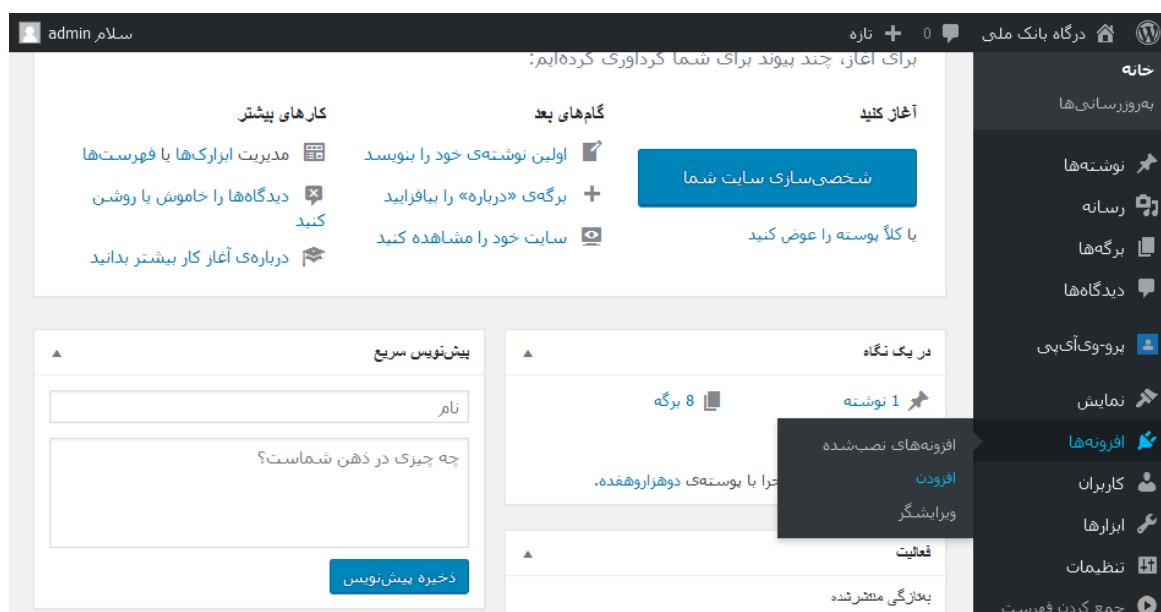 درگاه بانک ملی 0 تازه سلام admin
خانه
به‌روزرسانی‌ها
نوشته‌ها
رسانه
برگه‌ها
دیدگاه‌ها
پرو-وی‌آی‌پی
نمایش
افزونه‌ها
کاربران
ابزارها
تنظیمات
جمع کردن فهرست
برای آغاز، چند پیوند برای شما گردآوری کرده‌ایم:
آغاز کنید
شخصی‌سازی سایت شما
یا کلاً پوسته را عوض کنید
گام‌های بعد
اولین نوشته‌ی خود را بنویسد
برگه‌ی «درباره» را بیافزایید
سایت خود را مشاهده کنید
کارهای بیشتر
مدیریت ابزارک‌ها یا فهرست‌ها
دیدگاه‌ها را خاموش یا روشن
کنید
درباره‌ی آغاز کار بیشتر بدانید
در یک نگاه
1 نوشته 8 برگه
با پوسته‌ی دوهزاروهفده.
افزونه‌های نصب‌شده
افزودن
ویرایشگر
فعالیت
به‌تازگی منتشر شده
پیش‌نویس سریع
نام
چه چیزی در ذهن شماست؟
ذخیره پیش‌نویس